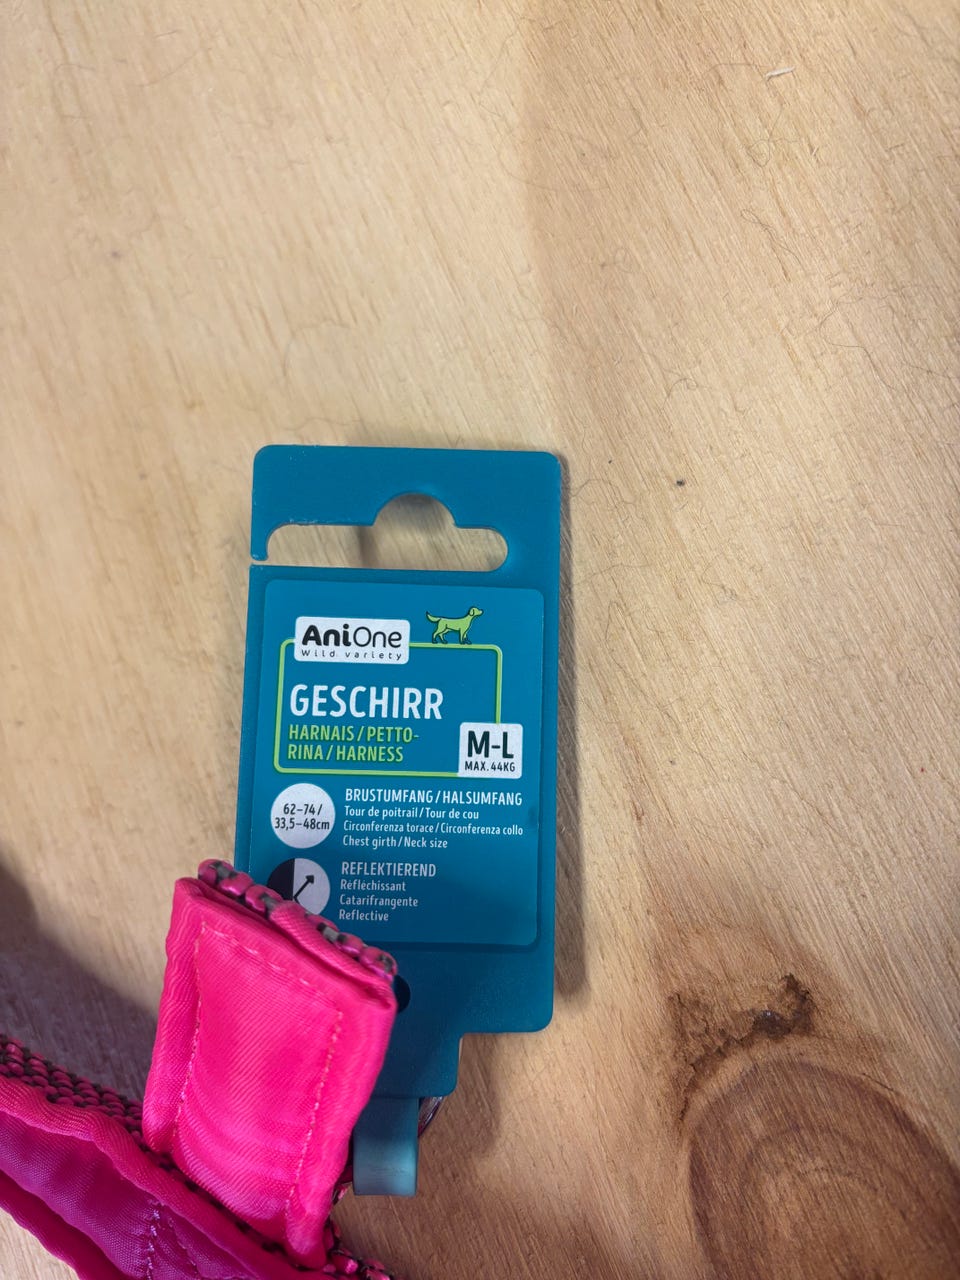 AniOne
Wild variety
GESCHIRR
HARNAIS / PETTO-
RINA / HARNESS
M-L
MAX. 44KG
62–74 /
33,5–48cm
BRUSTUMFANG / HALSUMFANG
Tour de poitrail / Tour de cou
Circonferenza torace / Circonferenza collo
Chest girth / Neck size
REFLEKTIEREND
Réfléchissant
Catarifrangente
Reflective